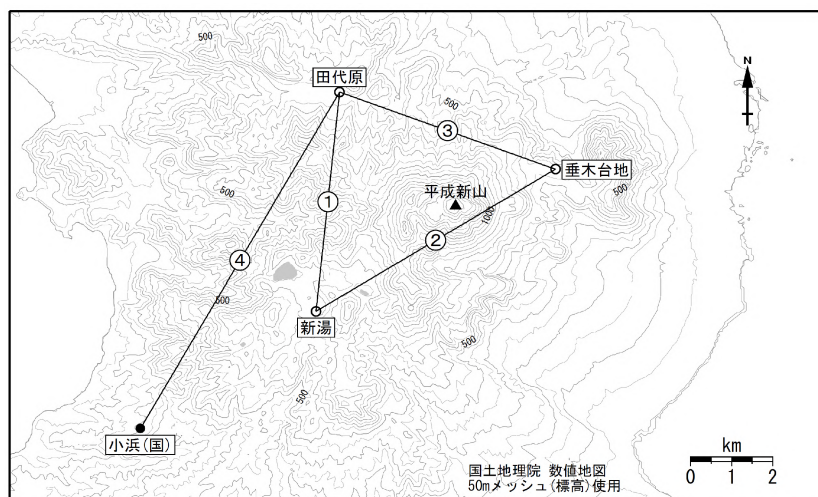 500
田代原
N
500
③
垂木台地
500
平成新山
①
500
1000
②
④
500
新湯
500
500
小浜(国)
km
0 1 2
国土地理院 数値地図
50mメッシュ(標高)使用